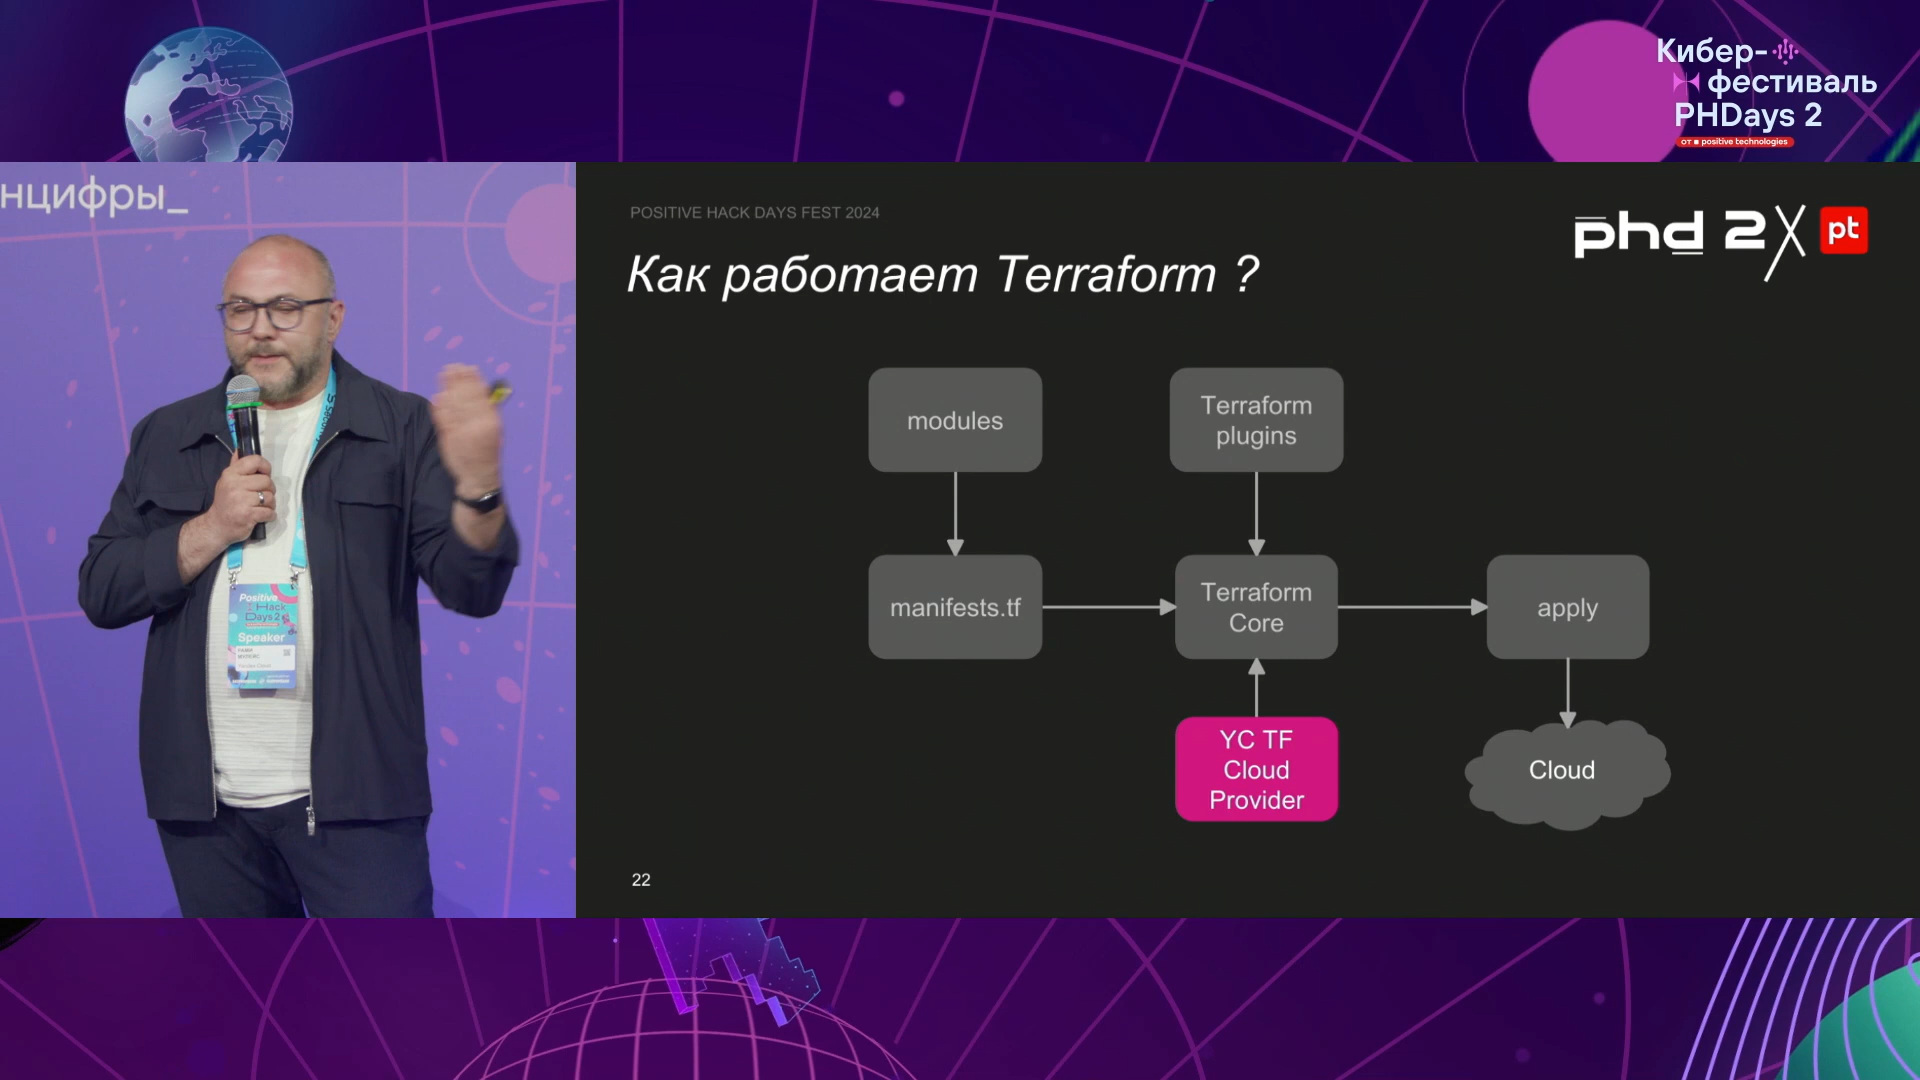 Кибер-
фестиваль
PHDays 2
от positive technologies
нцифры_
POSITIVE HACK DAYS FEST 2024
phd 2
pt
Как работает Terraform ?
modules
Terraform
plugins
manifests.tf
Terraform
Core
apply
YC TF
Cloud
Provider
Cloud
22
Positive
Hack
Days 2
Speaker